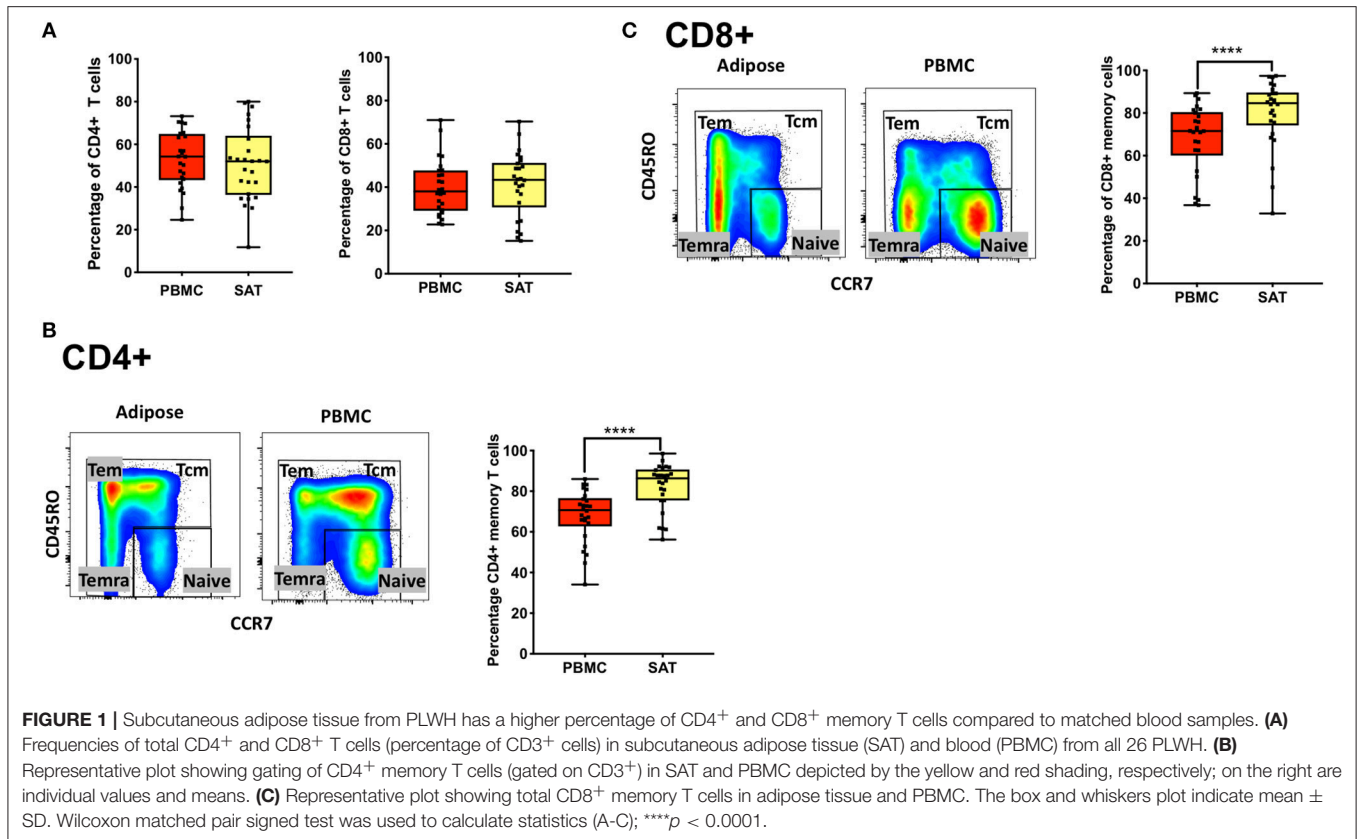 A
Percentage of CD4+ T cells
100
80
60
40
20
0
PBMC
SAT
Percentage of CD8+ T cells
100
80
60
40
20
0
PBMC
SAT
C
CD8+
Adipose
PBMC
CD45RO
Tem
Tcm
Temra
Naive
Tem
Tcm
Temra
Naive
CCR7
Percentage of CD8+ memory cells
100
80
60
40
20
0
****
PBMC
SAT
B
CD4+
Adipose
PBMC
CD45RO
Tem
Tcm
Temra
Naive
Tem
Tcm
Temra
Naive
CCR7
Percentage CD4+ memory T cells
100
80
60
40
20
0
****
PBMC
SAT
FIGURE 1 | Subcutaneous adipose tissue from PLWH has a higher percentage of CD4⁺ and CD8⁺ memory T cells compared to matched blood samples. (A)
Frequencies of total CD4⁺ and CD8⁺ T cells (percentage of CD3⁺ cells) in subcutaneous adipose tissue (SAT) and blood (PBMC) from all 26 PLWH. (B)
Representative plot showing gating of CD4⁺ memory T cells (gated on CD3⁺) in SAT and PBMC depicted by the yellow and red shading, respectively; on the right are
individual values and means. (C) Representative plot showing total CD8⁺ memory T cells in adipose tissue and PBMC. The box and whiskers plot indicate mean ±
SD. Wilcoxon matched pair signed test was used to calculate statistics (A-C); ****p < 0.0001.